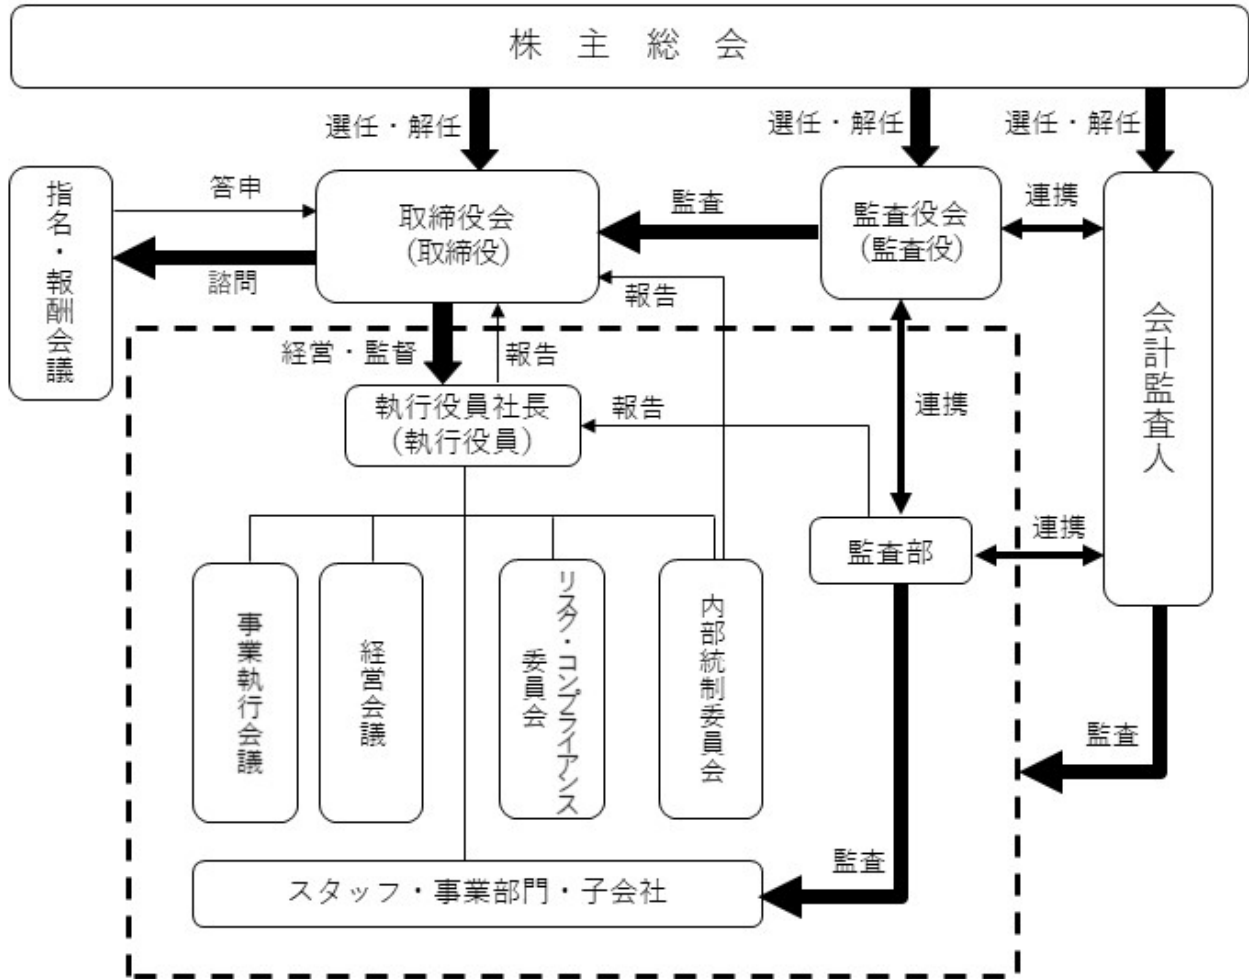 株主総会
選任・解任
選任・解任
選任・解任
指名・報酬会議
答申
諮問
取締役会
(取締役)
監査
監査役会
(監査役)
連携
会計監査人
報告
経営・監督
報告
執行役員社長
(執行役員)
報告
連携
監査部
連携
事業執行会議
経営会議
リスク・コンプライアンス
委員会
内部統制委員会
監査
監査
スタッフ・事業部門・子会社